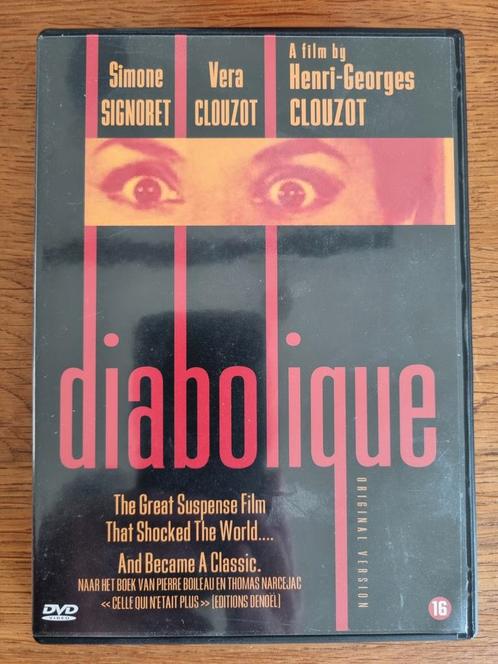 Simone
SIGNORET
Vera
CLOUZOT
A film by
Henri-Georges
CLOUZOT
diabolique
ORIGINAL VERSION
The Great Suspense Film
That Shocked The World....
And Became A Classic.
NAAR HET BOEK VAN PIERRE BOILEAU EN THOMAS NARCEJAC
<< CELLE QUI N'ETAIT PLUS >> (EDITIONS DENOËL)
DVD
VIDEO
16